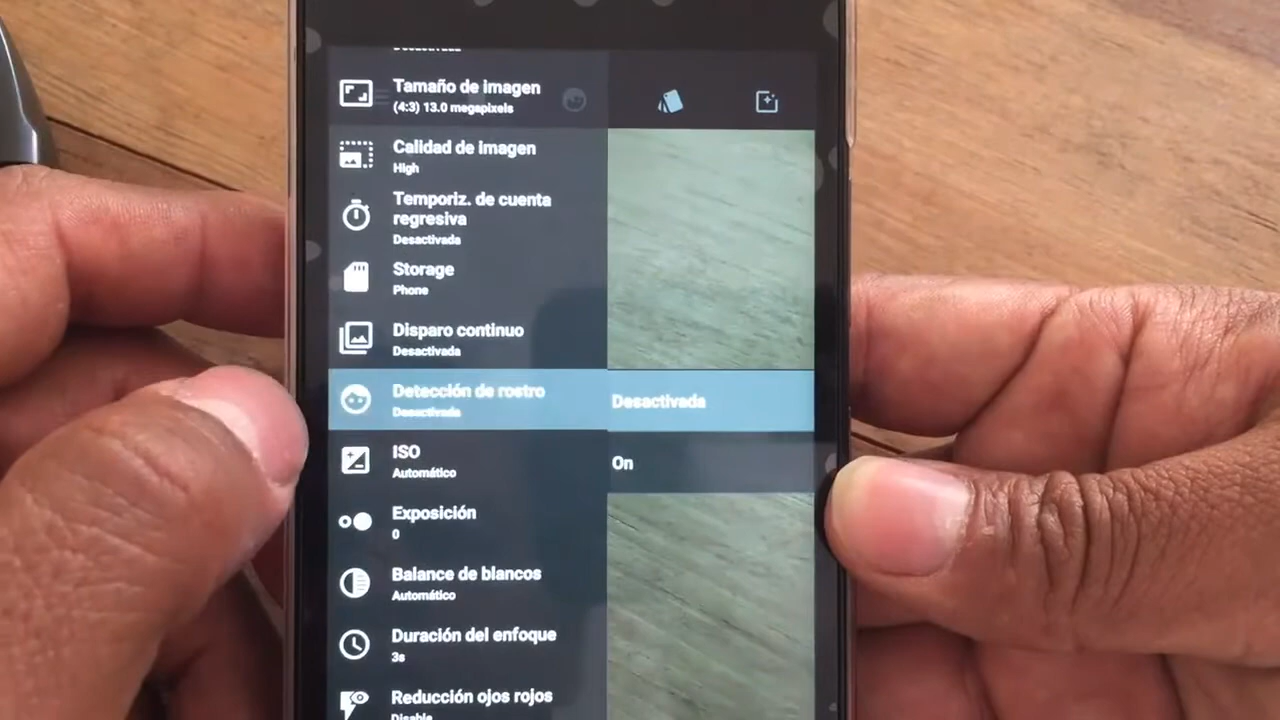 Desactivada
Tamaño de imagen
(4:3) 13.0 megapixels
Calidad de imagen
High
Temporiz. de cuenta
regresiva
Desactivada
Storage
Phone
Disparo continuo
Desactivada
Detección de rostro
Desactivada
Desactivada
On
ISO
Automático
Exposición
0
Balance de blancos
Automático
Duración del enfoque
3s
Reducción ojos rojos
Disable